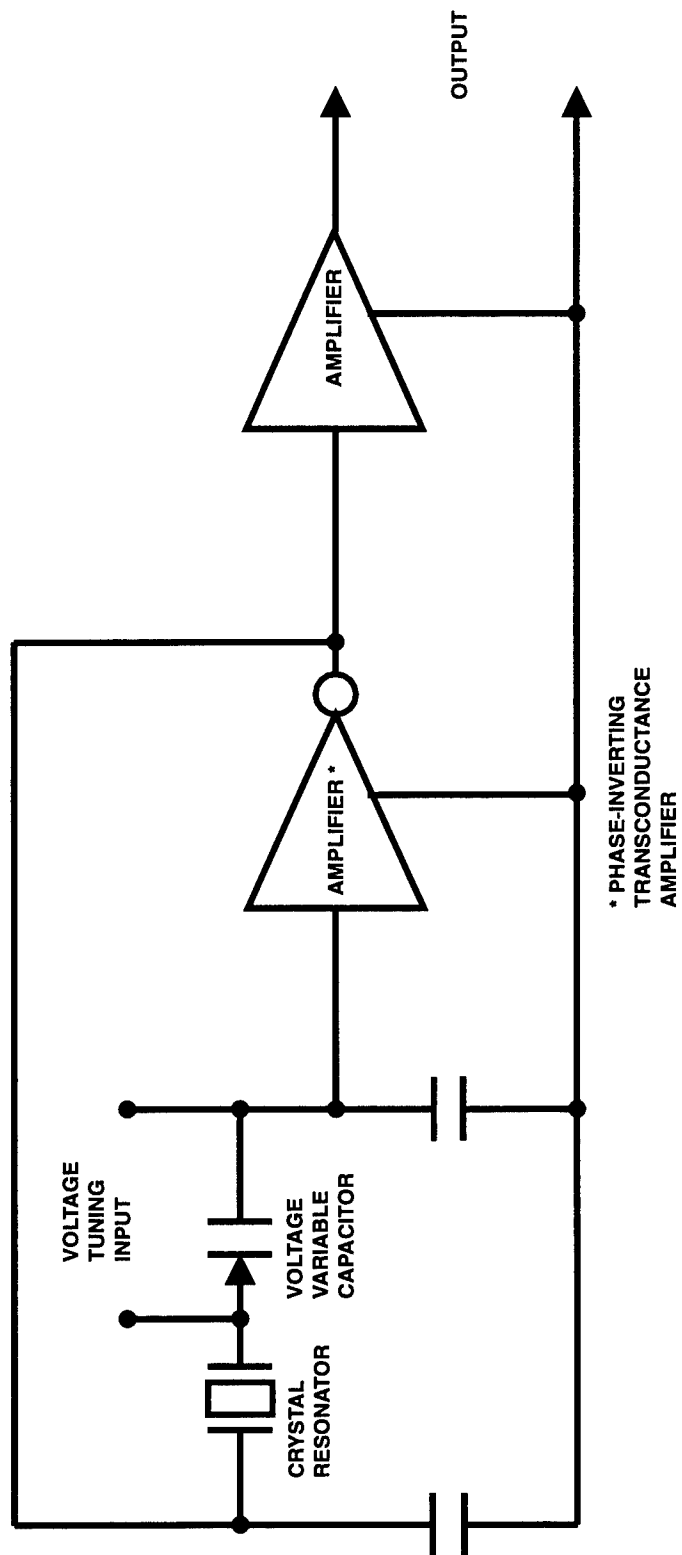 VOLTAGE
TUNING
INPUT
CRYSTAL
RESONATOR
VOLTAGE
VARIABLE
CAPACITOR
AMPLIFIER *
AMPLIFIER
OUTPUT
* PHASE-INVERTING
TRANSCONDUCTANCE
AMPLIFIER